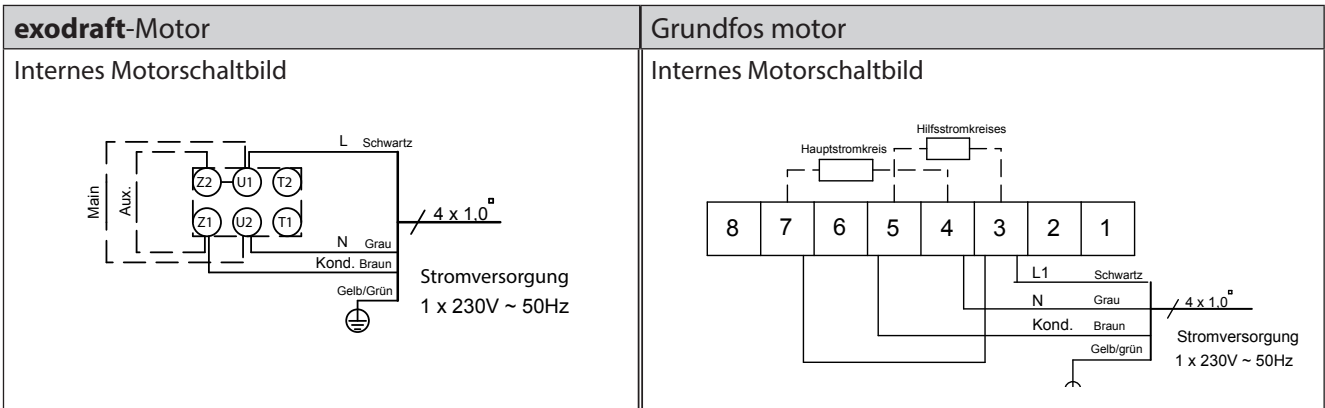 exodraft-Motor
Internes Motorschaltbild
Main
Aux.
Z2 U1 T2
Z1 U2 T1
L Schwartz
N Grau
Kond. Braun
Gelb/Grün
4 x 1,0□
Stromversorgung
1 x 230V ~ 50Hz
Grundfos motor
Internes Motorschaltbild
Hilfsstromkreises
Hauptstromkreis
8 7 6 5 4 3 2 1
L1 Schwartz
N Grau
Kond. Braun
Gelb/grün
4 x 1,0□
Stromversorgung
1 x 230V ~ 50Hz